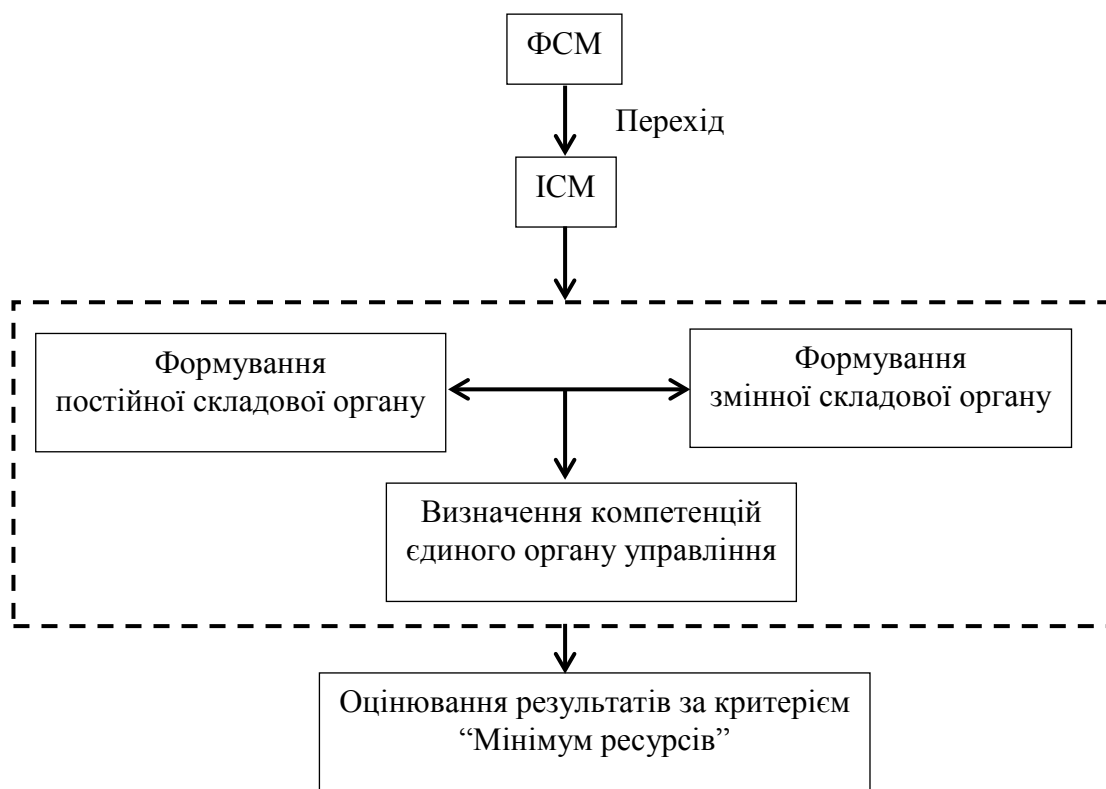 ФСМ
Перехід
ІСМ
Формування
постійної складової органу
Формування
змінної складової органу
Визначення компетенцій
єдиного органу управління
Оцінювання результатів за критерієм
“Мінімум ресурсів”